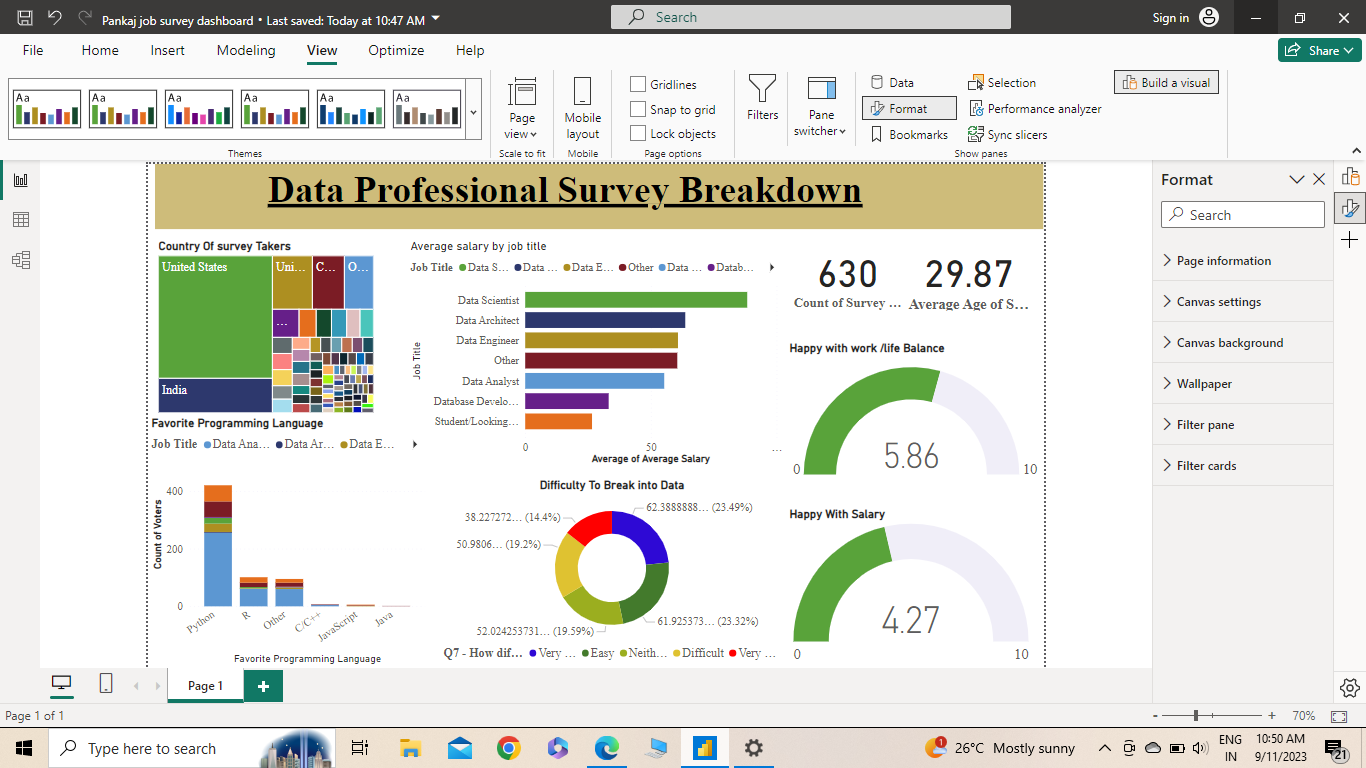 Pankaj job survey dashboard • Last saved: Today at 10:47 AM
Search
Sign in
File Home Insert Modeling View Optimize Help
Share
Aa Aa Aa Aa Aa Aa
Themes
Page view
Scale to fit
Mobile layout
Mobile
Gridlines
Snap to grid
Lock objects
Page options
Filters
Pane switcher
Data
Format
Bookmarks
Selection
Performance analyzer
Sync slicers
Build a visual
Show panes
Data Professional Survey Breakdown
Country Of survey Takers
United States
Uni...
C...
O...
...
India
Average salary by job title
Job Title Data S... Data ... Data E... Other Data ... Datab...
Job Title
Data Scientist
Data Architect
Data Engineer
Other
Data Analyst
Database Develo...
Student/Looking...
0 50 ...
Average of Average Salary
630
Count of Survey ...
29.87
Average Age of S...
Happy with work /life Balance
5.86
0 10
Favorite Programming Language
Job Title Data Ana... Data Ar... Data E...
Count of Voters
400
200
0
Python R Other C/C++ JavaScript Java
Favorite Programming Language
Difficulty To Break into Data
62.3888888... (23.49%)
38.227272... (14.4%)
50.9806... (19.2%)
61.925373... (23.32%)
52.024253731... (19.59%)
Q7 - How dif... Very ... Easy Neith... Difficult Very ...
Happy With Salary
4.27
0 10
Format
Search
Page information
Canvas settings
Canvas background
Wallpaper
Filter pane
Filter cards
Page 1
Page 1 of 1
- + 70%
Type here to search
1
26°C Mostly sunny
ENG
IN
10:50 AM
9/11/2023
21